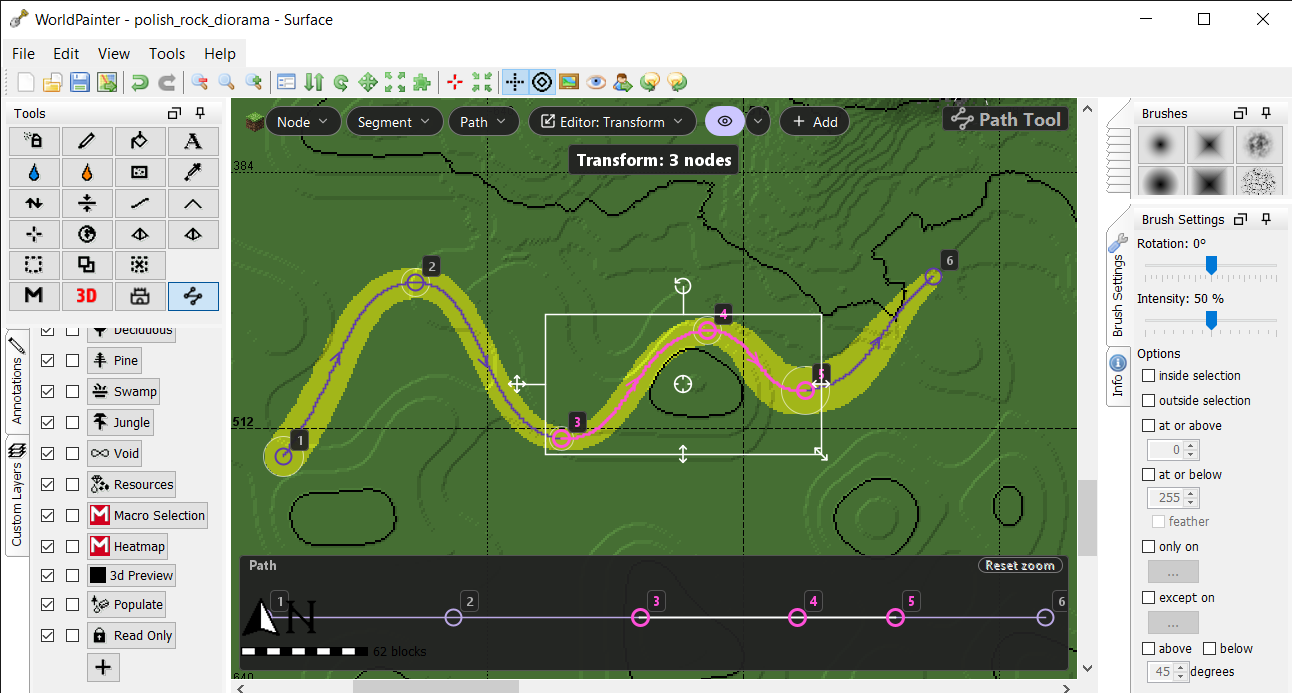 WorldPainter - polish_rock_diorama - Surface
File Edit View Tools Help
Tools
A
M 3D
Annotations
Custom Layers
Deciduous
Pine
Swamp
Jungle
Void
Resources
M Macro Selection
M Heatmap
3d Preview
Populate
Read Only
+
Node Segment Path Editor: Transform + Add Path Tool
Transform: 3 nodes
384
512
640
1
2
3
4
5
6
Path Reset zoom
1 2 3 4 5 6
N
62 blocks
Brushes
Brush Settings
Info
Brush Settings
Rotation: 0°
Intensity: 50 %
Options
inside selection
outside selection
at or above
0
at or below
255
feather
only on
...
except on
...
above below
45 degrees